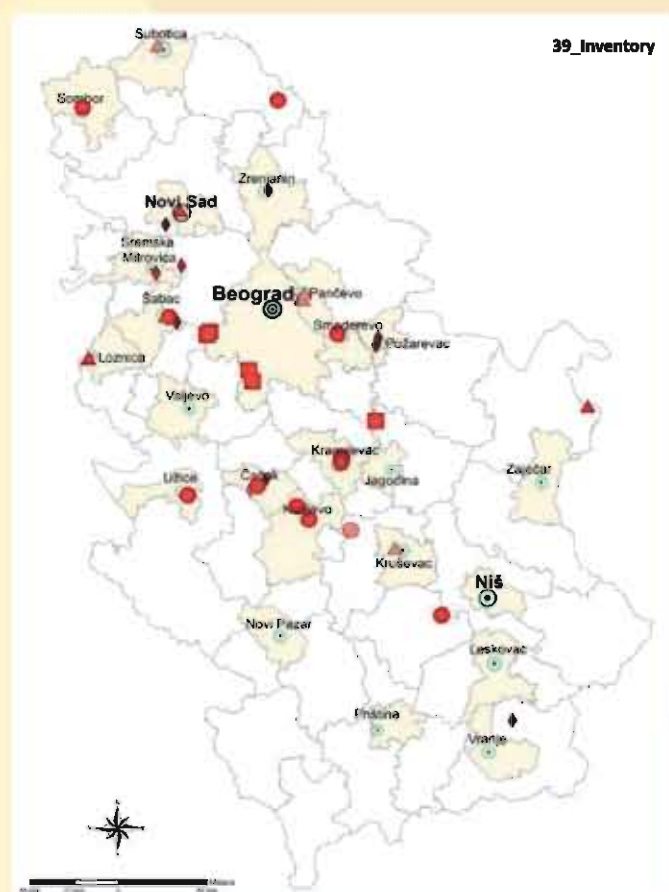 39_Inventory
Subotica
Sombor
Zrenjanin
Novi Sad
Sremska
Mitrovica
Beograd
Pančevo
Šabac
Smederevo
Požarevac
Loznica
Valjevo
Kragujevac
Zaječar
Užice
Čačak
Jagodina
Kraljevo
Kruševac
Niš
Novi Pazar
Leskovac
Priština
Vranje